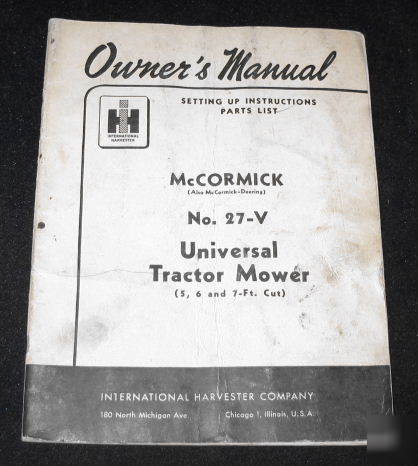 Owner's Manual
SETTING UP INSTRUCTIONS
PARTS LIST
IH
INTERNATIONAL
HARVESTER
McCORMICK
(Also McCormick-Deering)
No. 27-V
Universal
Tractor Mower
(5, 6 and 7-Ft. Cut)
INTERNATIONAL HARVESTER COMPANY
180 North Michigan Ave. Chicago 1, Illinois, U.S.A.